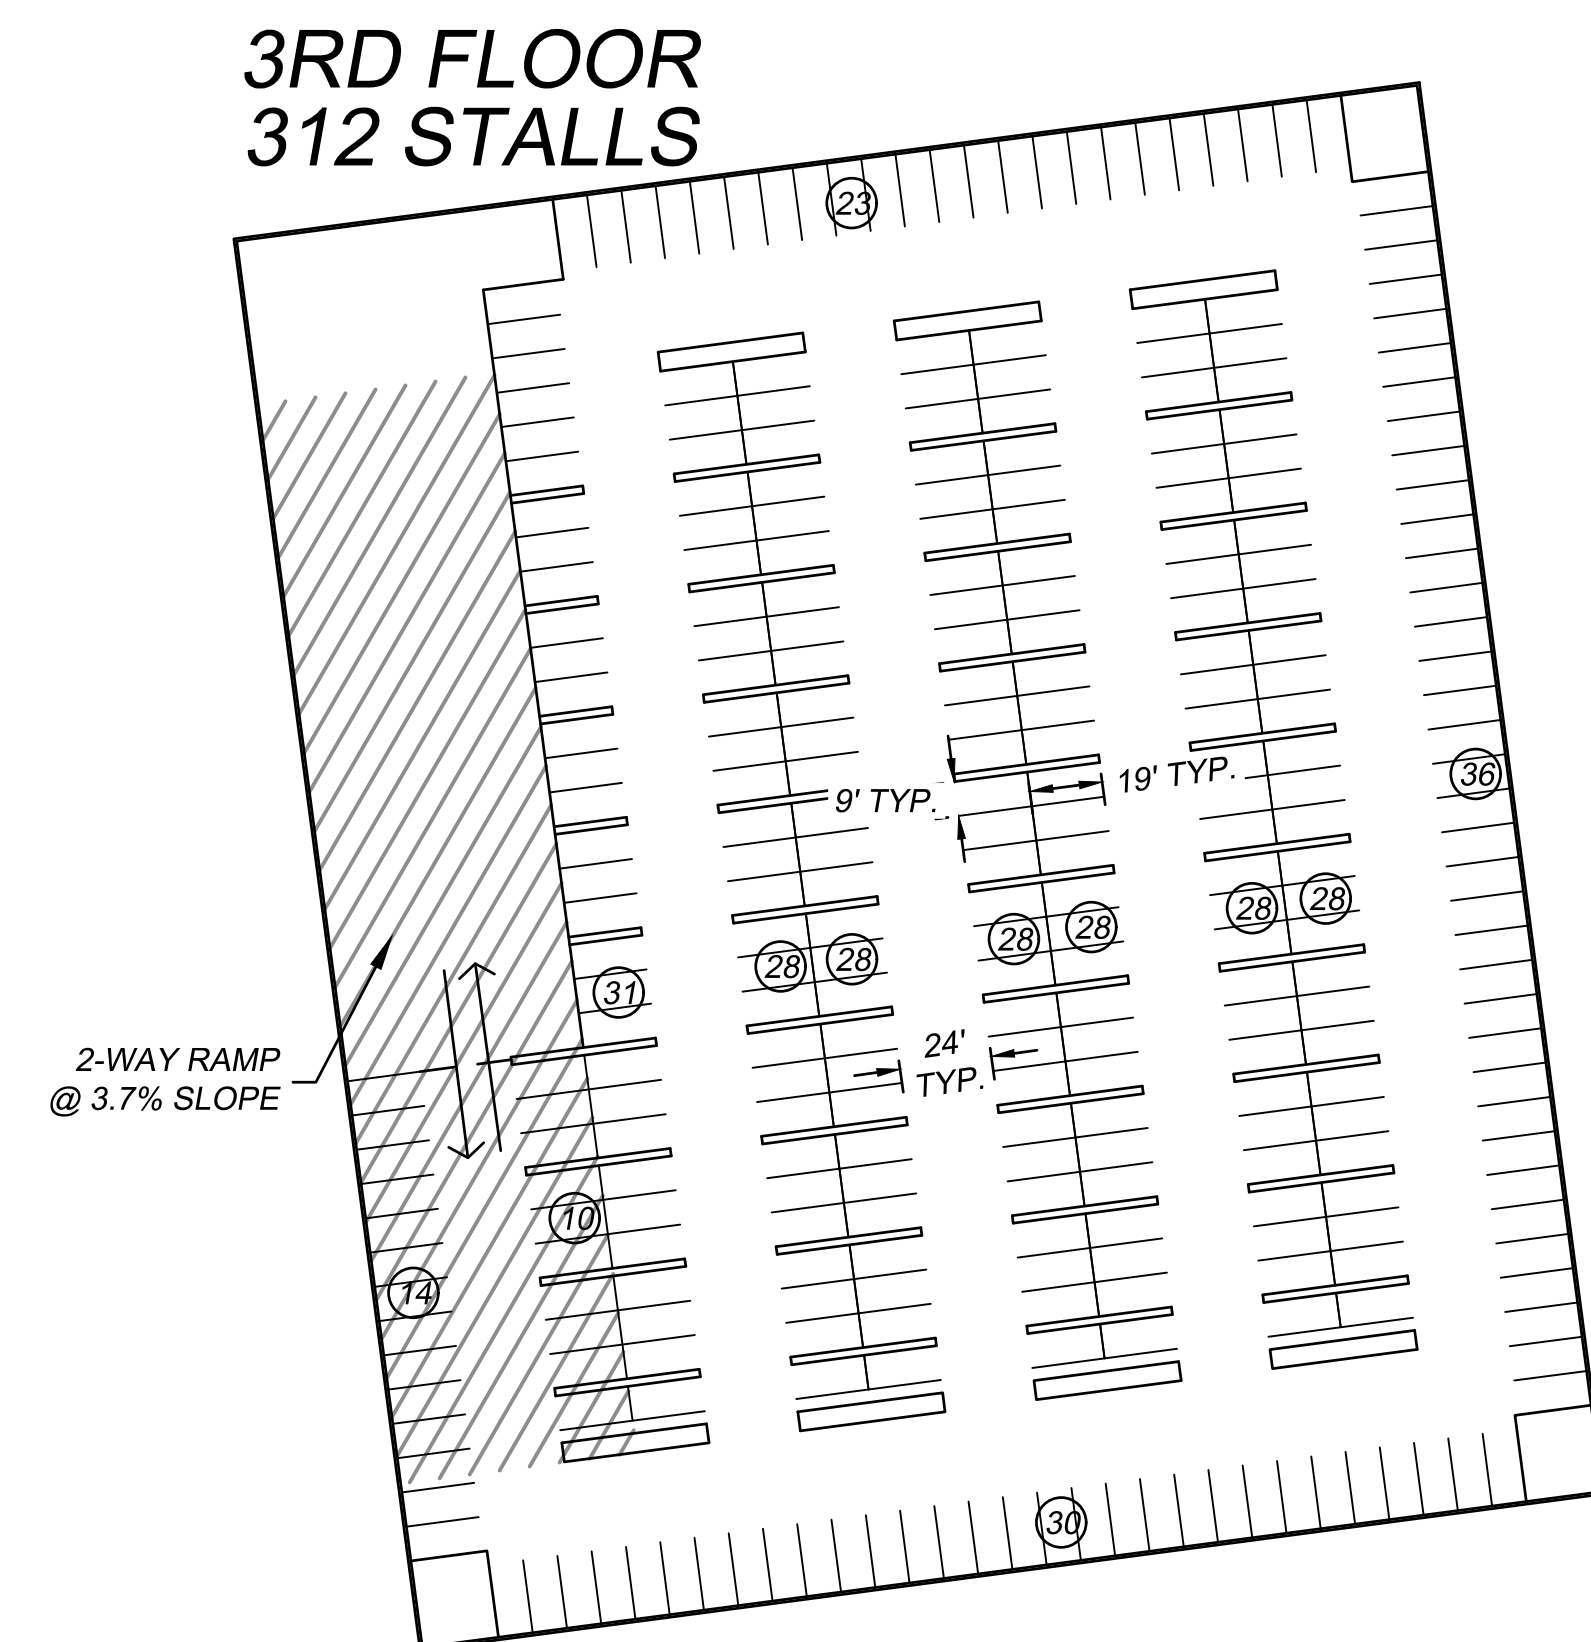 3RD FLOOR
312 STALLS
23
36
9' TYP.
19' TYP.
28
28
28
28
28
28
31
24'
TYP.
2-WAY RAMP
@ 3.7% SLOPE
10
14
30